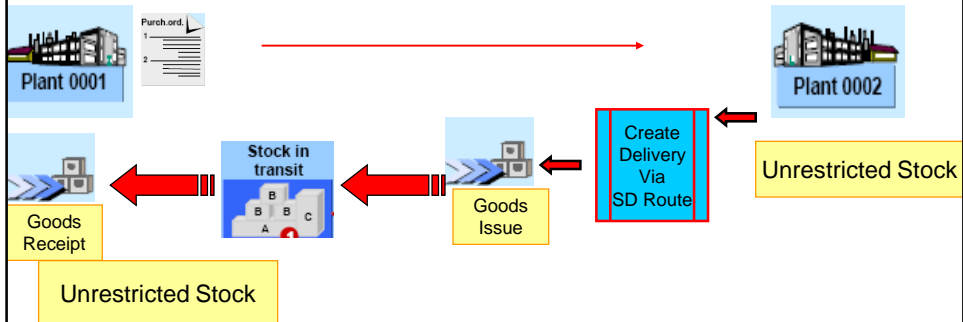 Purch.ord.
1
2
Plant 0001
Plant 0002
Create
Delivery
Via
SD Route
Unrestricted Stock
Stock in
transit
B
B
B
C
A
Goods
Issue
Goods
Receipt
Unrestricted Stock